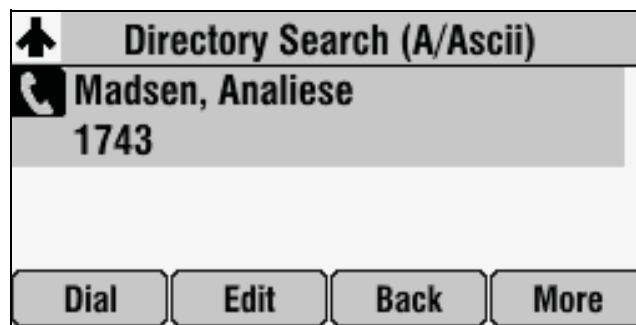 Directory Search (A/Ascii)
Madsen, Analiese
1743
Dial Edit Back More